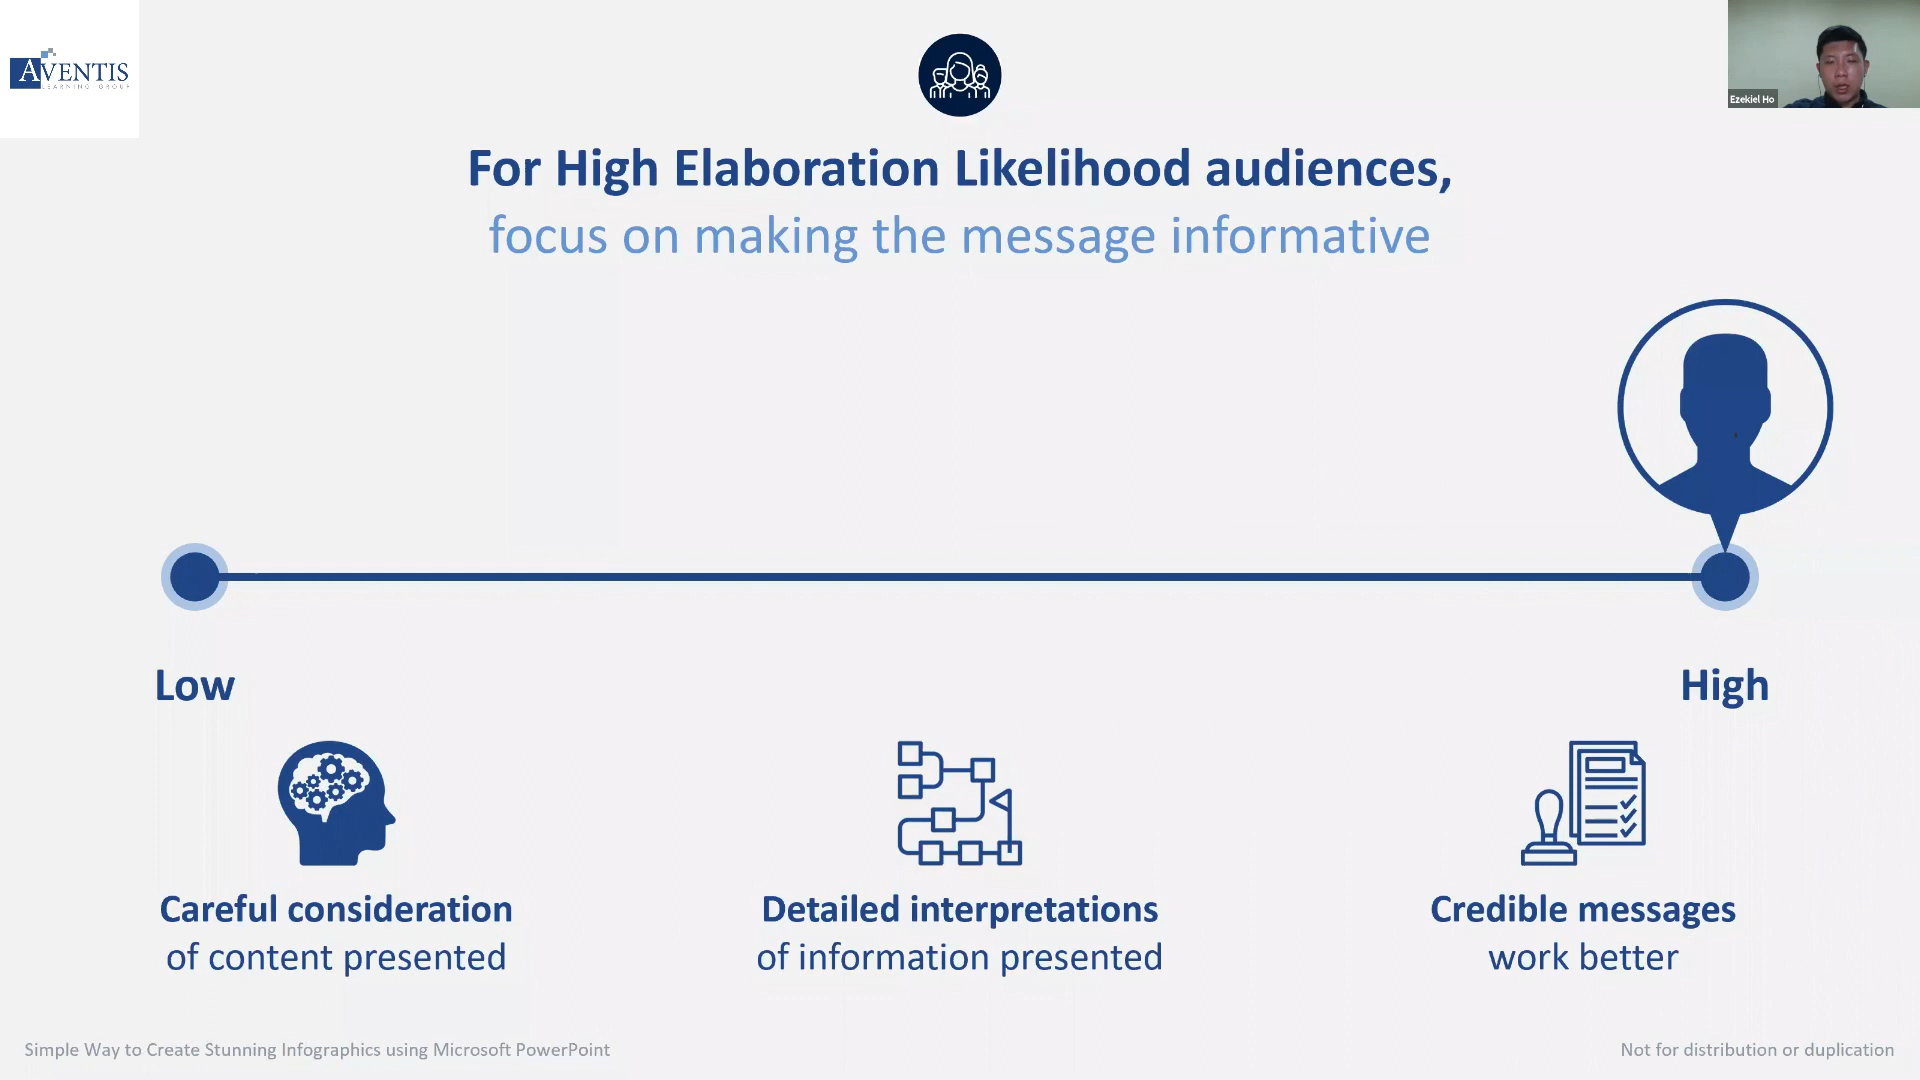 AVENTIS
LEARNING GROUP
Ezekiel Ho
For High Elaboration Likelihood audiences,
focus on making the message informative
Low
High
Careful consideration
of content presented
Detailed interpretations
of information presented
Credible messages
work better
Simple Way to Create Stunning Infographics using Microsoft PowerPoint
Not for distribution or duplication